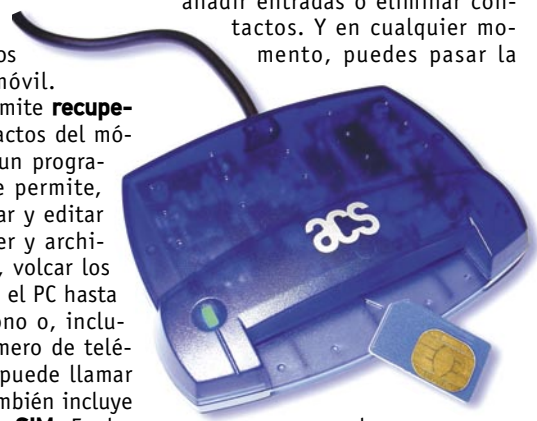 añadir entradas o eliminar con-
tactos. Y en cualquier mo-
mento, puedes pasar la
os
móvil.
mite recupe-
actos del mó-
un progra-
e permite,
ar y editar
er y archi-
, volcar los
el PC hasta
ono o, inclu-
mero de telé-
puede llamar
mbién incluye
SIM
acs